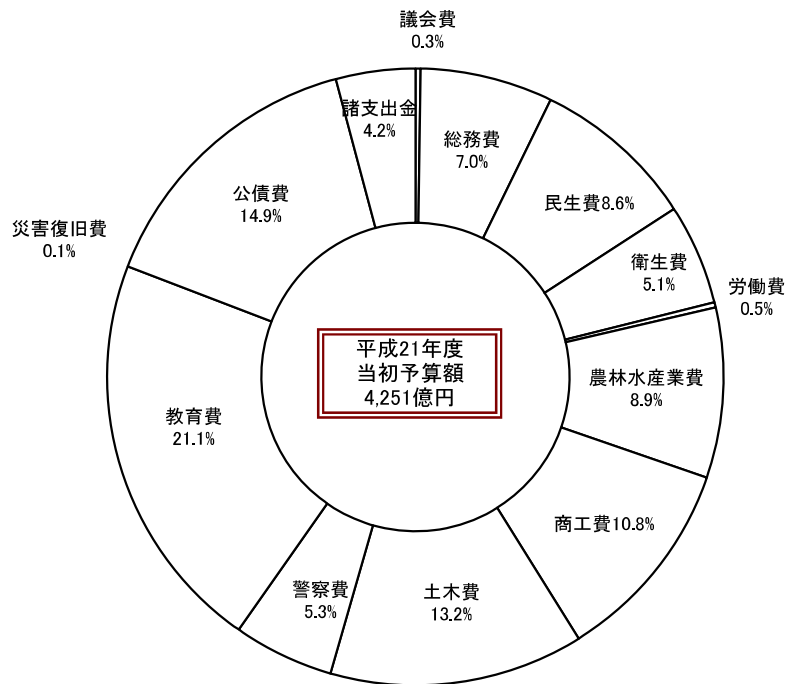 議会費
0.3%
総務費
7.0%
民生費8.6%
衛生費
5.1%
労働費
0.5%
農林水産業費
8.9%
商工費10.8%
土木費
13.2%
警察費
5.3%
教育費
21.1%
災害復旧費
0.1%
公債費
14.9%
諸支出金
4.2%
平成21年度
当初予算額
4,251億円